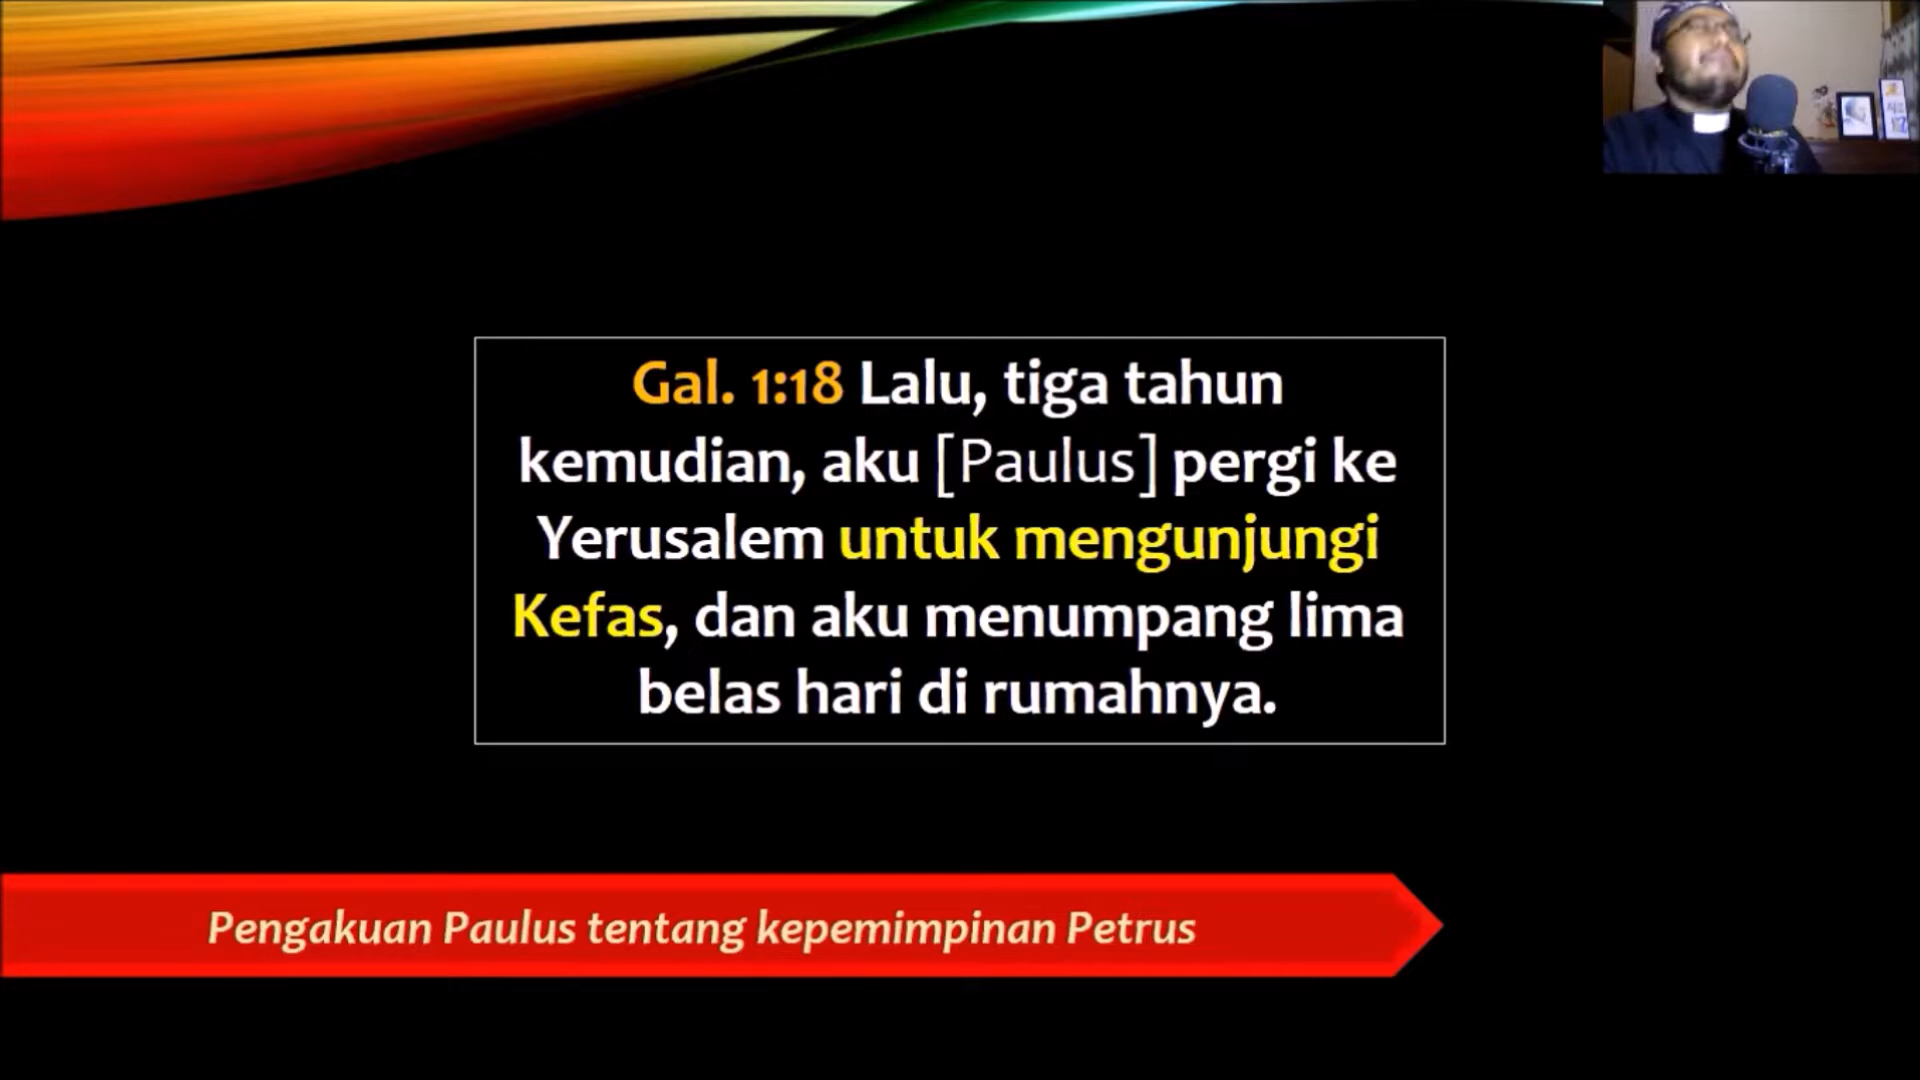 Gal. 1:18 Lalu, tiga tahun
kemudian, aku [Paulus] pergi ke
Yerusalem untuk mengunjungi
Kefas, dan aku menumpang lima
belas hari di rumahnya.
Pengakuan Paulus tentang kepemimpinan Petrus